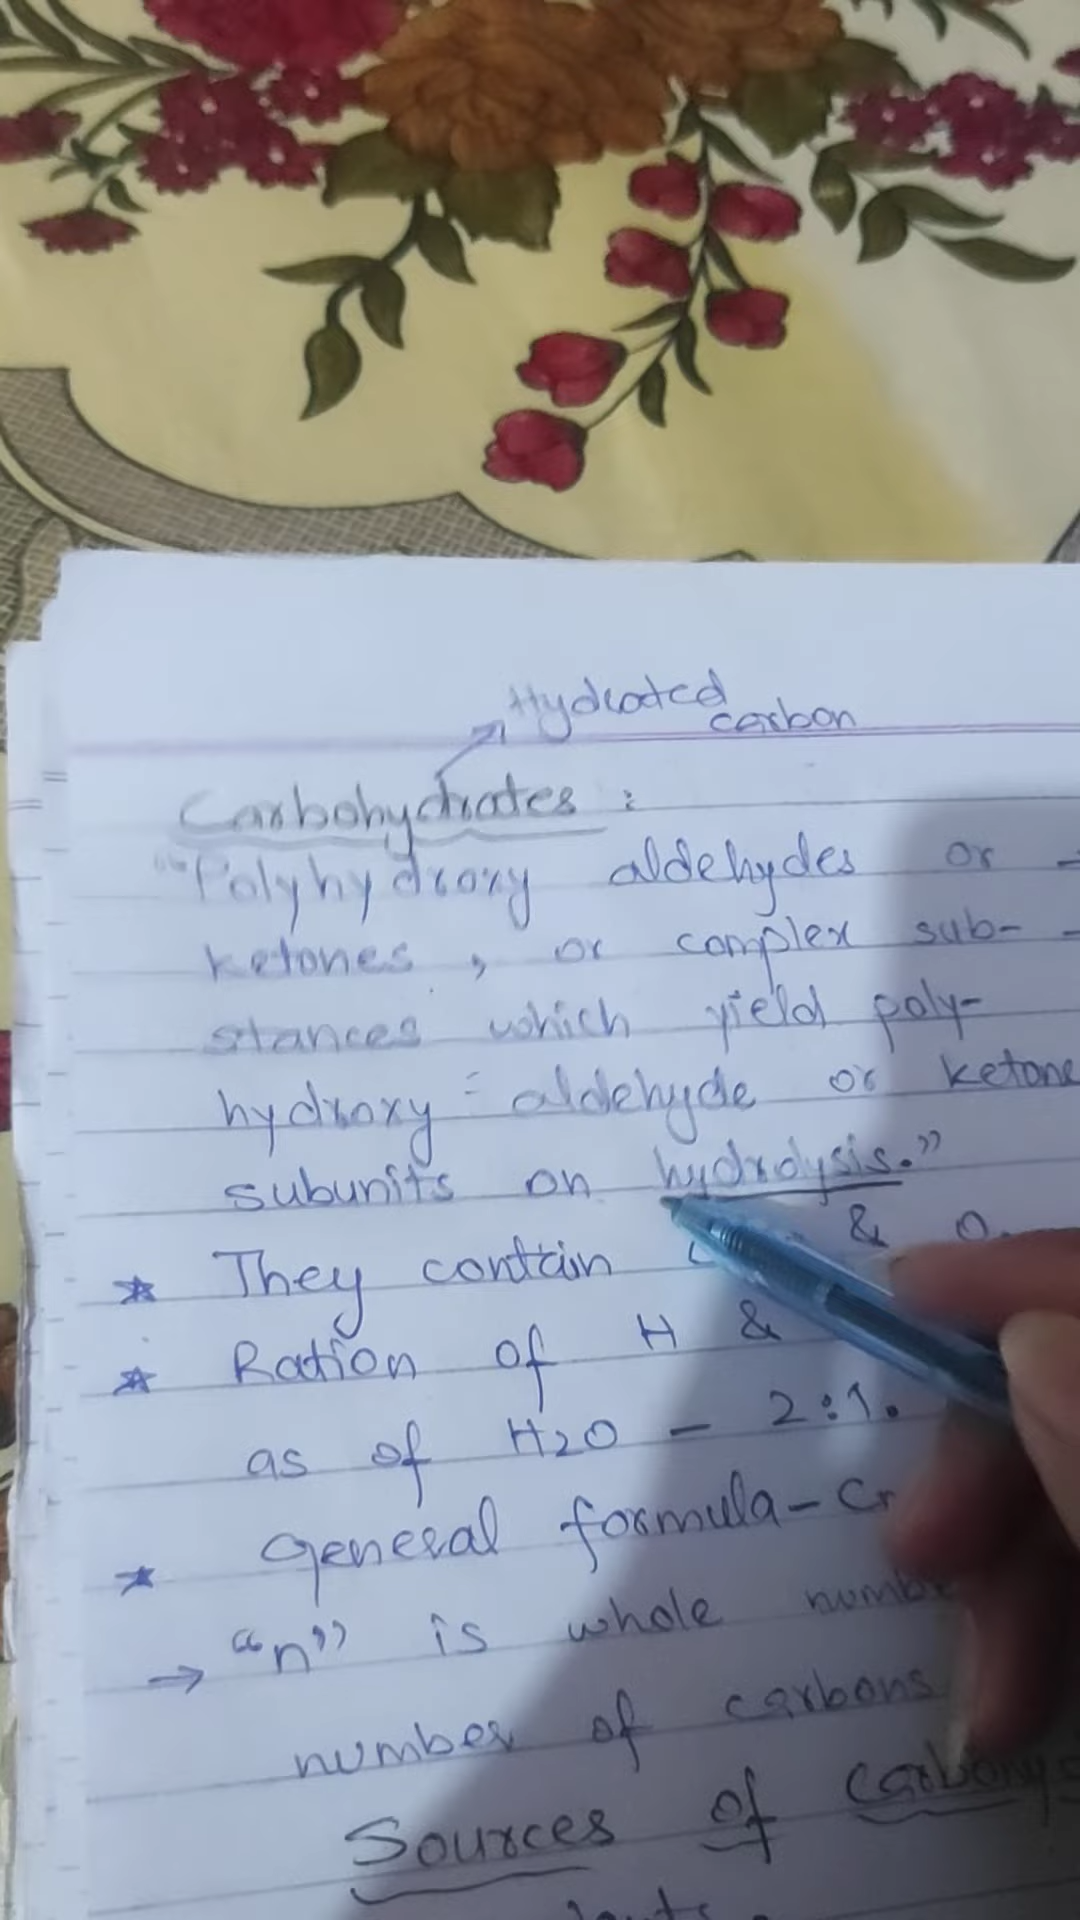 Hydrated
carbon
Carbohydrates :
"Polyhydroxy aldehydes or
ketones, or complex sub-
stances which yield poly-
hydroxy - aldehyde or ketone
subunits on hydrolysis."
They contain & O
Ration of H &
as of H2O - 2:1.
General formula - Cn
→ "n" is whole
number of carbons
Sources of